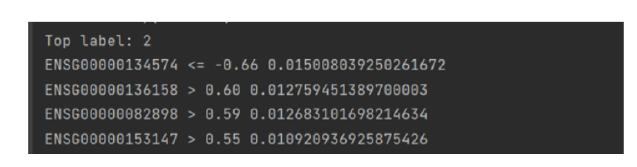 Top label: 2
ENSG00000134574 <= -0.66 0.015008039250261672
ENSG00000136158 > 0.60 0.012759451389700003
ENSG00000082898 > 0.59 0.012683101698214634
ENSG00000153147 > 0.55 0.010920936925875426